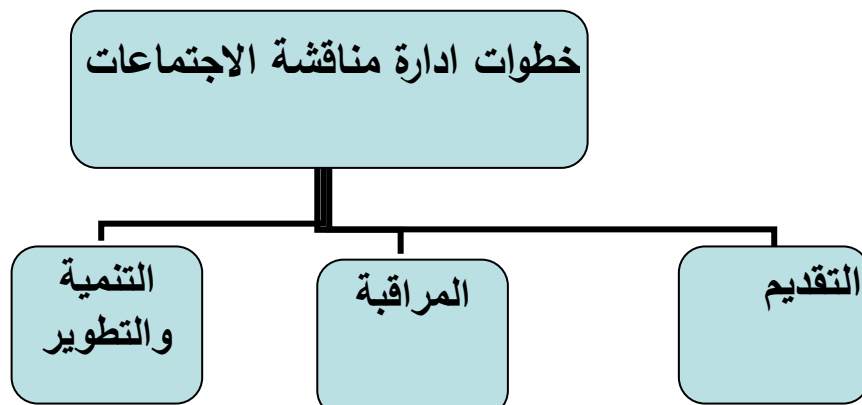 خطوات ادارة مناقشة الاجتماعات
التقديم
المراقبة
التنمية
والتطوير